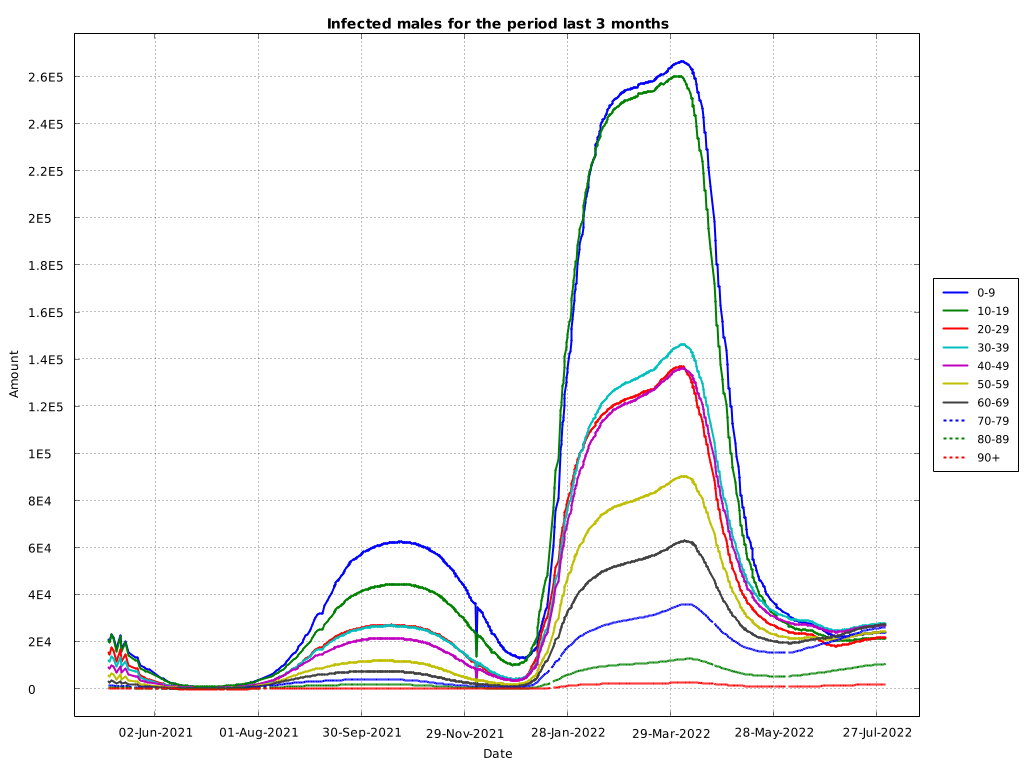 Infected males for the period last 3 months
Amount
2.6E5
2.4E5
2.2E5
2E5
1.8E5
1.6E5
1.4E5
1.2E5
1E5
8E4
6E4
4E4
2E4
0
02-Jun-2021
01-Aug-2021
30-Sep-2021
29-Nov-2021
28-Jan-2022
29-Mar-2022
28-May-2022
27-Jul-2022
Date
0-9
10-19
20-29
30-39
40-49
50-59
60-69
70-79
80-89
90+